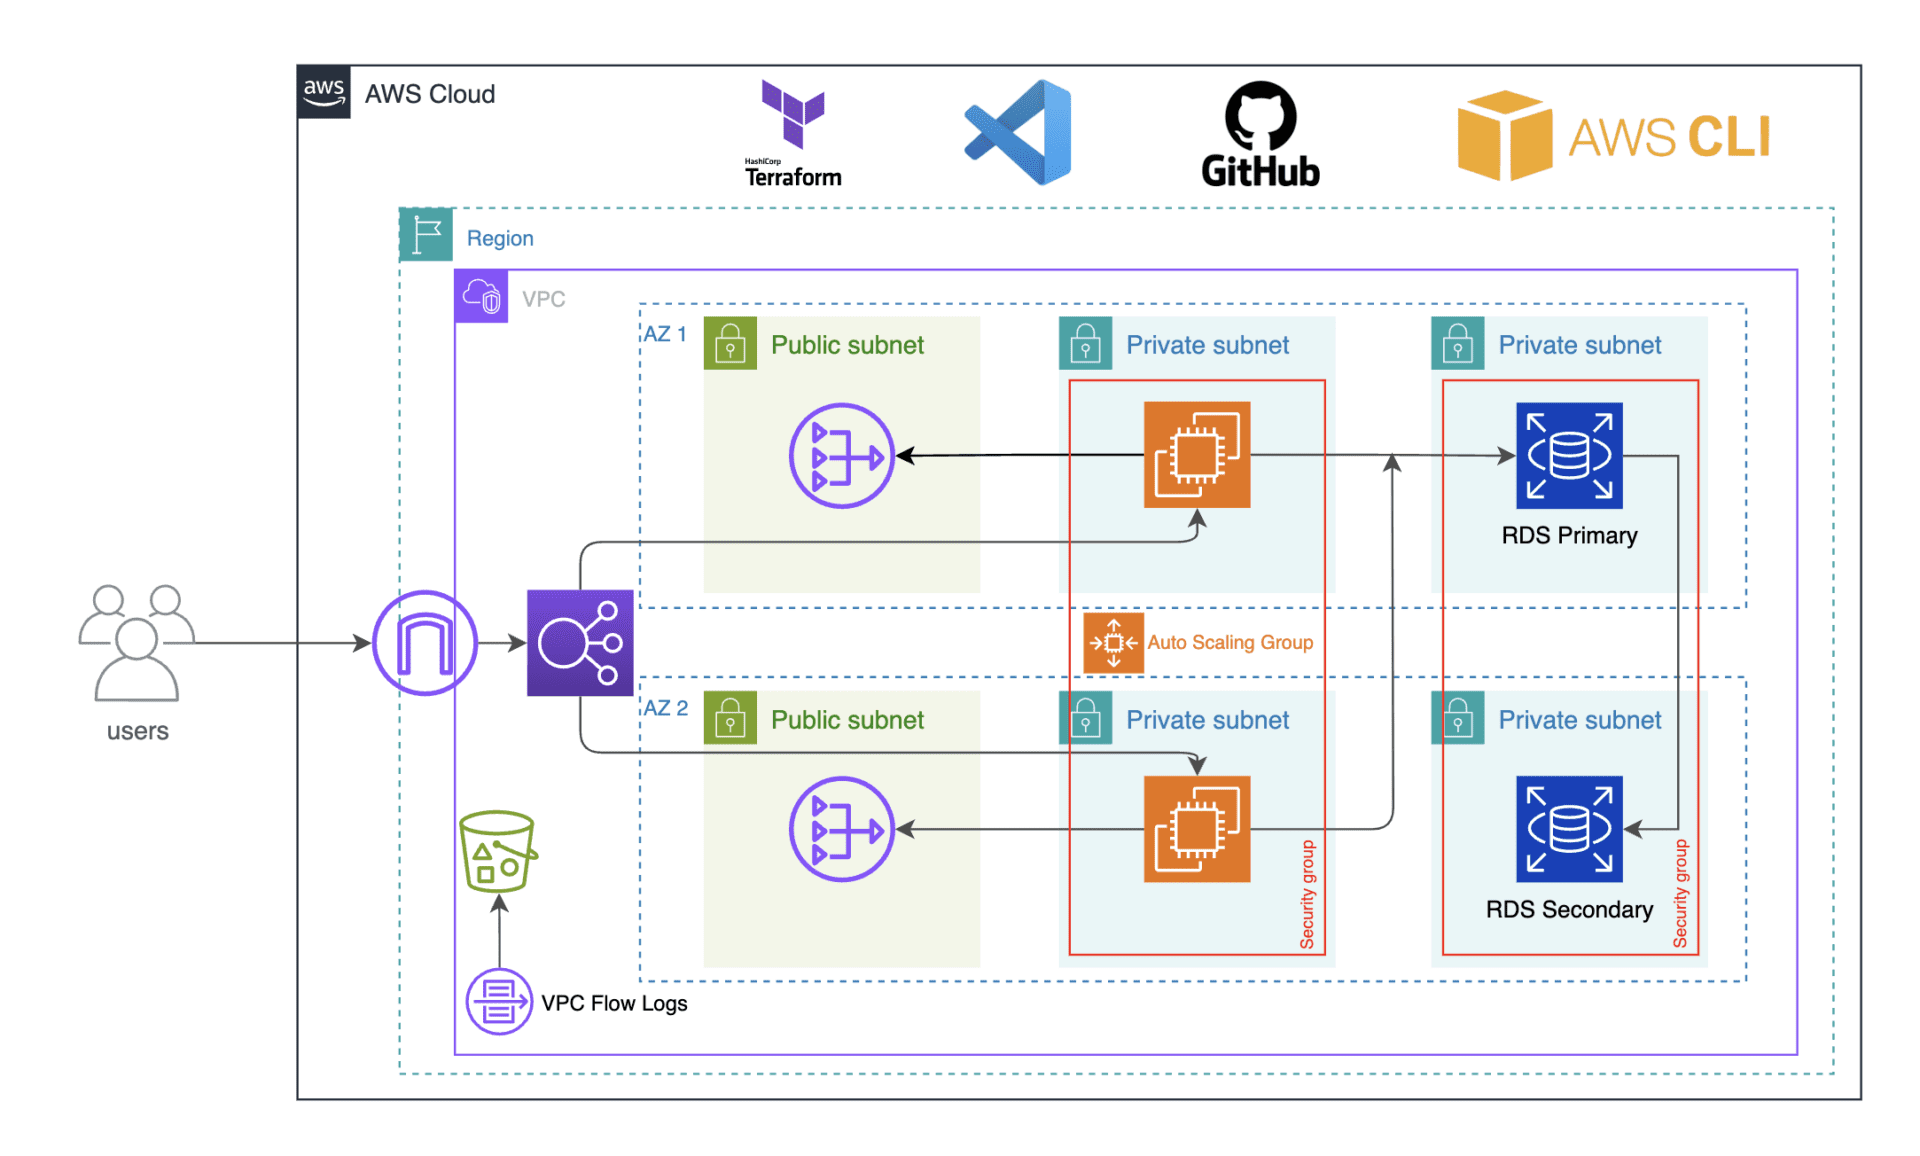 aws
AWS Cloud
HashiCorp
Terraform
GitHub
AWS CLI
Region
VPC
AZ 1
Public subnet
Private subnet
Private subnet
RDS Primary
Auto Scaling Group
users
AZ 2
Public subnet
Private subnet
Private subnet
Security group
RDS Secondary
Security group
VPC Flow Logs